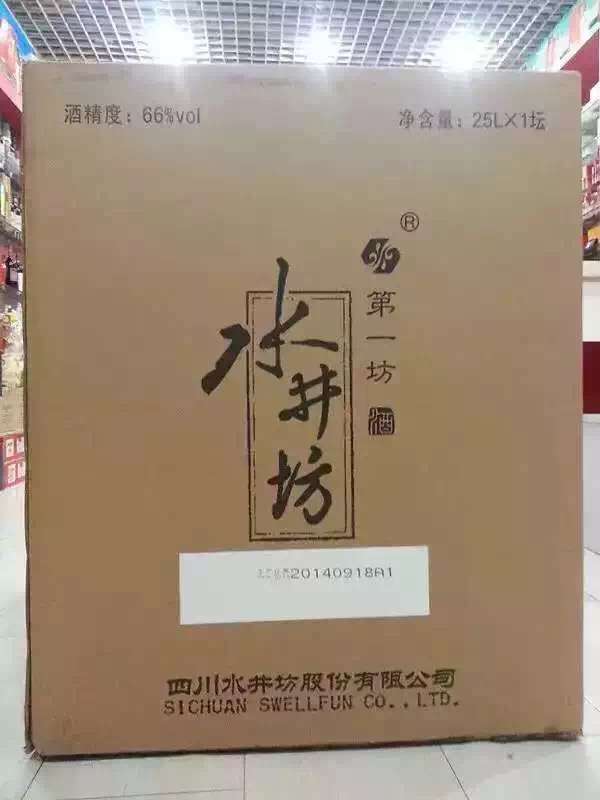 酒精度：66%vol
净含量：25L×1坛
®
第一坊
酒
水井坊
20140918A1
四川水井坊股份有限公司
SICHUAN SWELLFUN CO.,LTD.